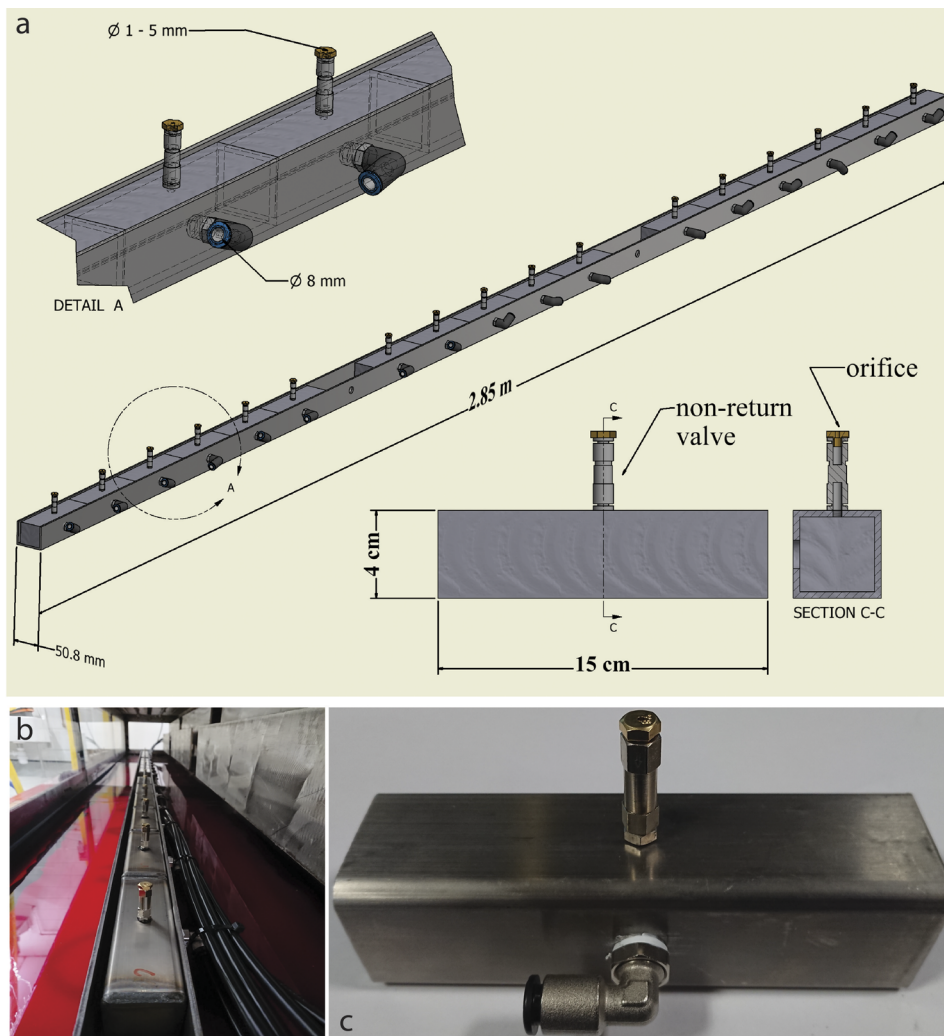 a
Ø 1 - 5 mm
Ø 8 mm
DETAIL A
A
2.85 m
50.8 mm
C
non-return
valve
orifice
4 cm
C
15 cm
SECTION C-C
b
c